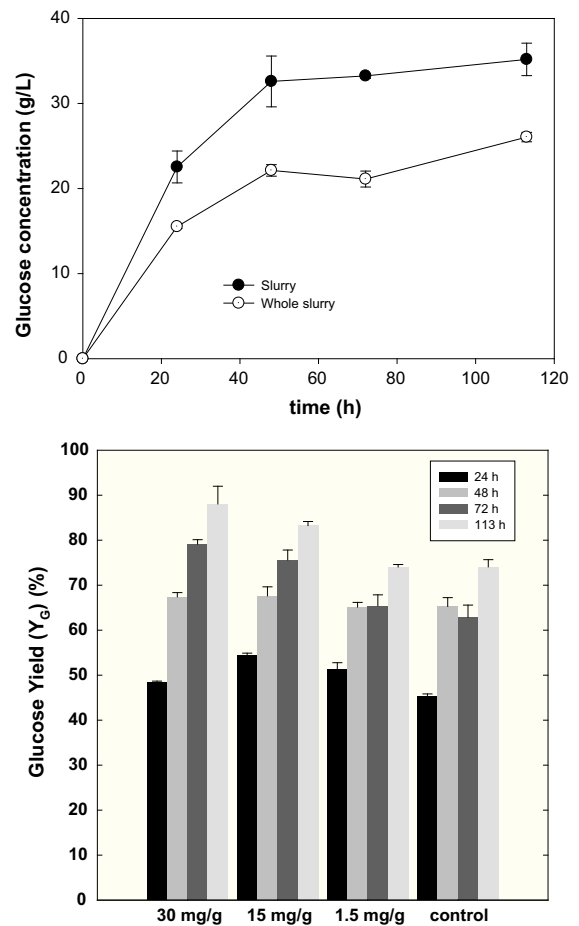 40
30
20
10
0
Glucose concentration (g/L)
Slurry
Whole slurry
0 20 40 60 80 100 120
time (h)
100
90
80
70
60
50
40
30
20
10
0
Glucose Yield (Y_G) (%)
24 h
48 h
72 h
113 h
30 mg/g 15 mg/g 1.5 mg/g control